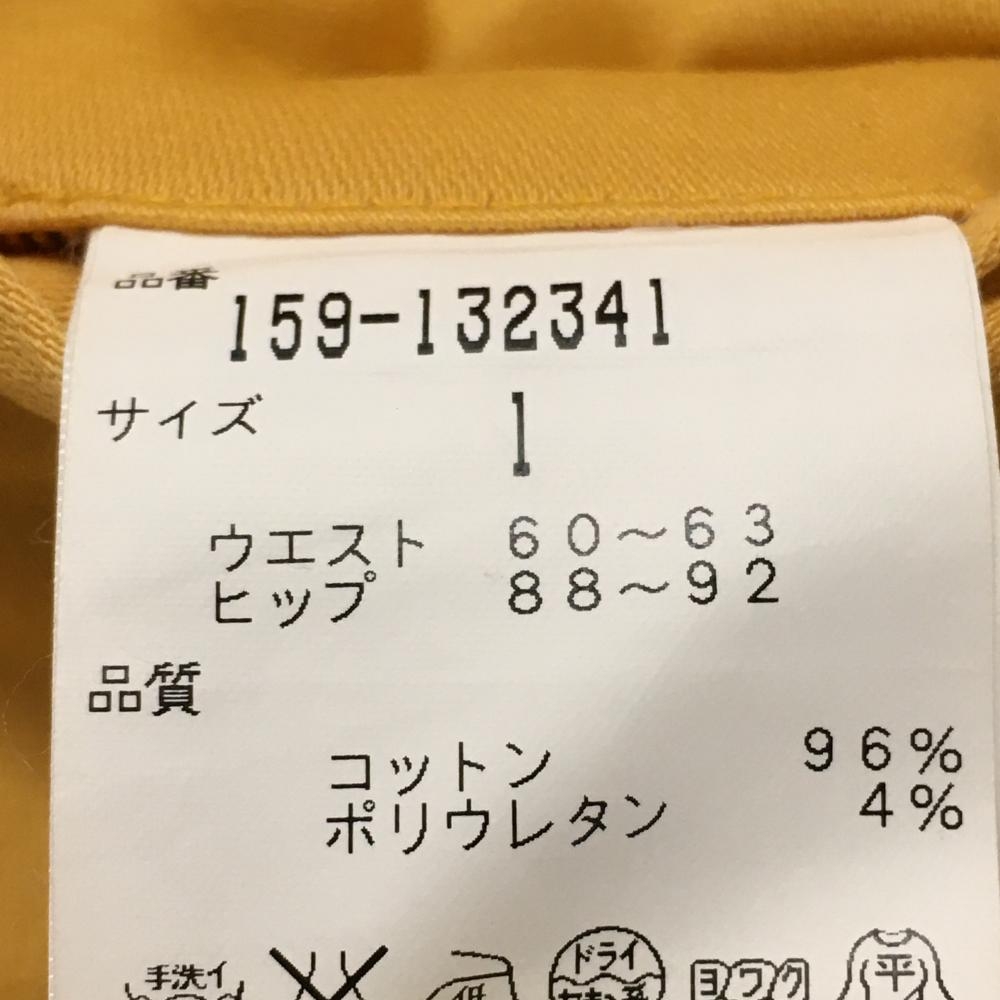 品番
159-132341
サイズ 1
ウエスト 60～63
ヒップ 88～92
品質
コットン 96%
ポリウレタン 4%
手洗イ 低 ドライ ヨワク 平